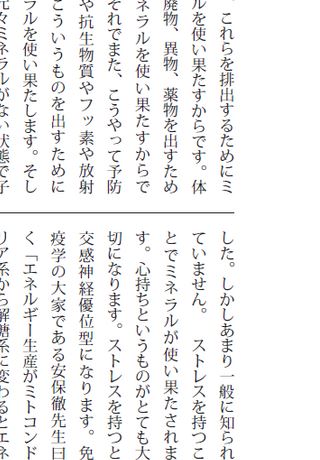 これらを排出するためにミ
ルを使い果たすからです。体
廃物、異物、薬物を出すため
ネラルを使い果たすからで
それでまた、こうやって予防
や抗生物質やフッ素や放射
こういうものを出すために
ラルを使い果たします。そし
元々ミネラルがない状態で子
した。しかしあまり一般に知られ
ていません。　ストレスを持つこ
とでミネラルが使い果たされま
す。心持ちというものがとても大
切になります。ストレスを持つと
交感神経優位型になります。免
疫学の大家である安保徹先生曰
く「エネルギー生産がミトコンド
リア系から解糖系に変わるとエネ